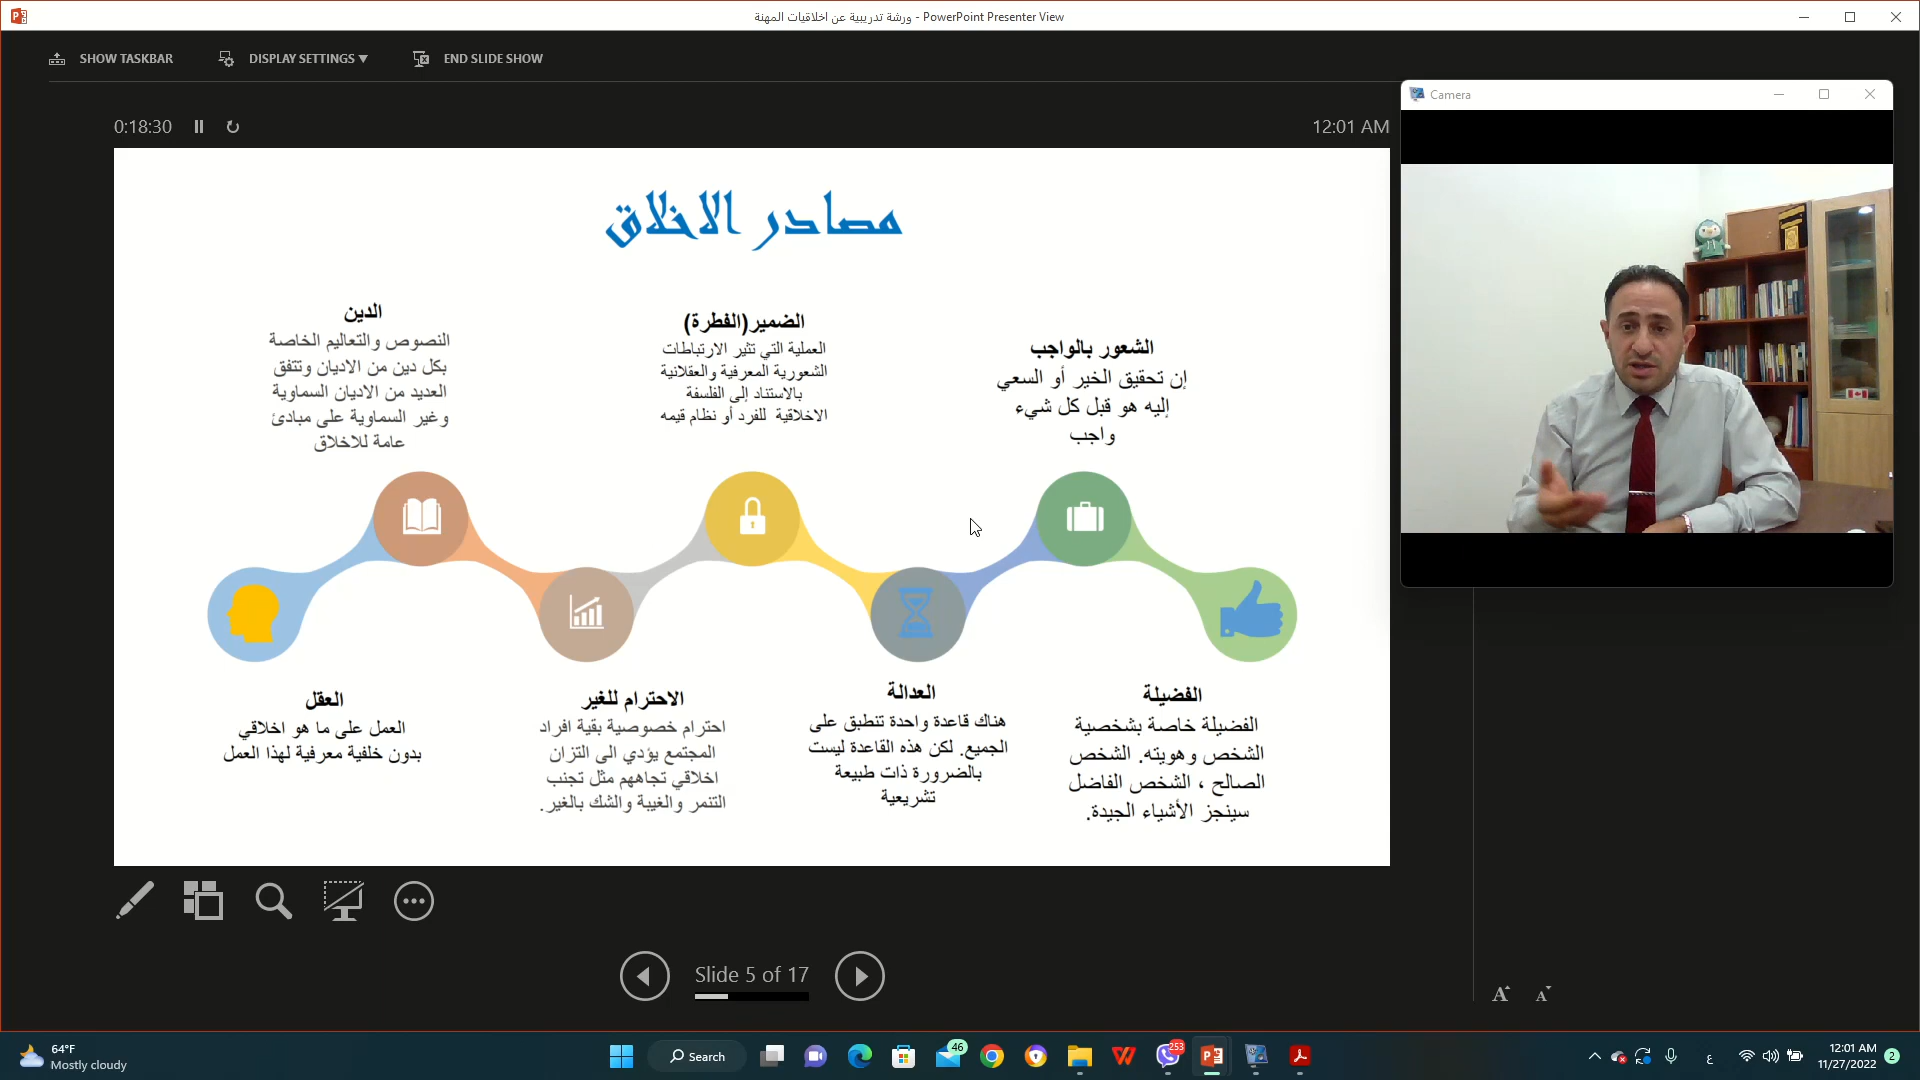 ورشة تدريبية عن اخلاقيات المهنة - PowerPoint Presenter View
SHOW TASKBAR
DISPLAY SETTINGS
END SLIDE SHOW
Camera
0:18:30
12:01 AM
مصادر الاخلاق
الدين
النصوص والتعاليم الخاصة
بكل دين من الاديان وتتفق
العديد من الاديان السماوية
وغير السماوية على مبادئ
عامة للاخلاق
الضمير(الفطرة)
العملية التي تثير الارتباطات
الشعورية المعرفية والعقلانية
بالاستناد إلى الفلسفة
الاخلاقية للفرد أو نظام قيمه
الشعور بالواجب
إن تحقيق الخير أو السعي
إليه هو قبل كل شيء
واجب
العقل
العمل على ما هو اخلاقي
بدون خلفية معرفية لهذا العمل
الاحترام للغير
احترام خصوصية بقية افراد
المجتمع يؤدي الى التزان
اخلاقي تجاههم مثل تجنب
التنمر والغيبة والشك بالغير.
العدالة
هناك قاعدة واحدة تنطبق على
الجميع. لكن هذه القاعدة ليست
بالضرورة ذات طبيعة
تشريعية
الفضيلة
الفضيلة خاصة بشخصية
الشخص وهويته. الشخص
الصالح ، الشخص الفاضل
سينجز الأشياء الجيدة.
Slide 5 of 17
A A
64°F
Mostly cloudy
Search
46
253
ع
12:01 AM
11/27/2022
2